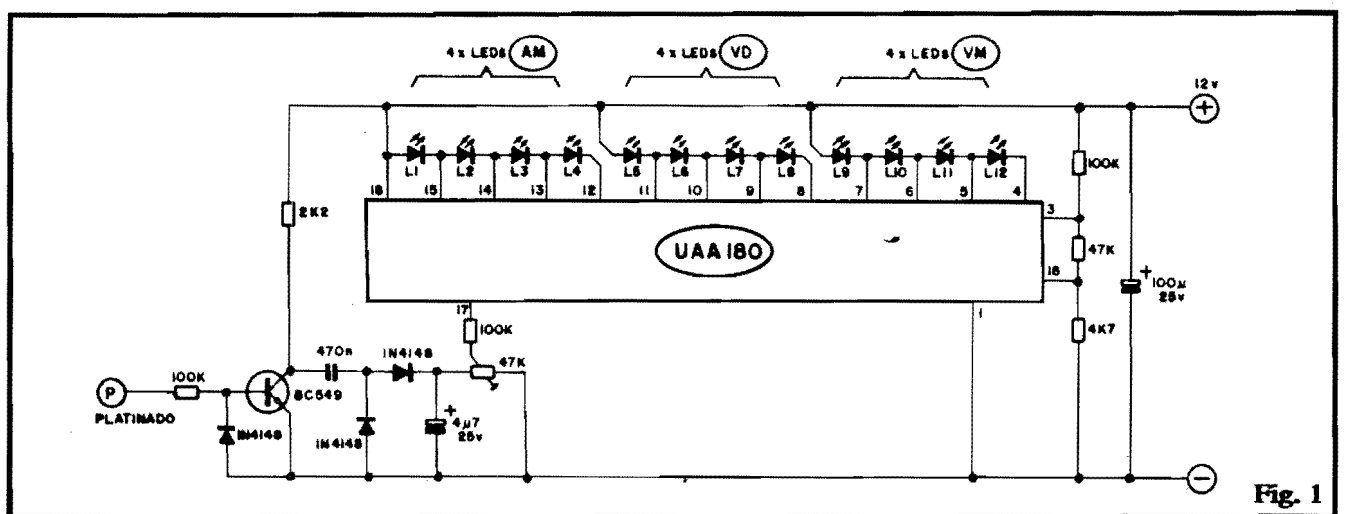 4 x LEDS AM
4 x LEDS VD
4 x LEDS VM
12v
+
L1
L2
L3
L4
L5
L6
L7
L8
L9
L10
L11
L12
100K
16
15
14
13
12
11
10
9
8
7
6
5
4
3
2K2
UAA180
47K
18
100µ
25v
+
17
1
4K7
100K
470n
1N4148
47K
P
100K
BC549
PLATINADO
1N4148
1N4148
+
4µ7
25v
−
Fig. 1